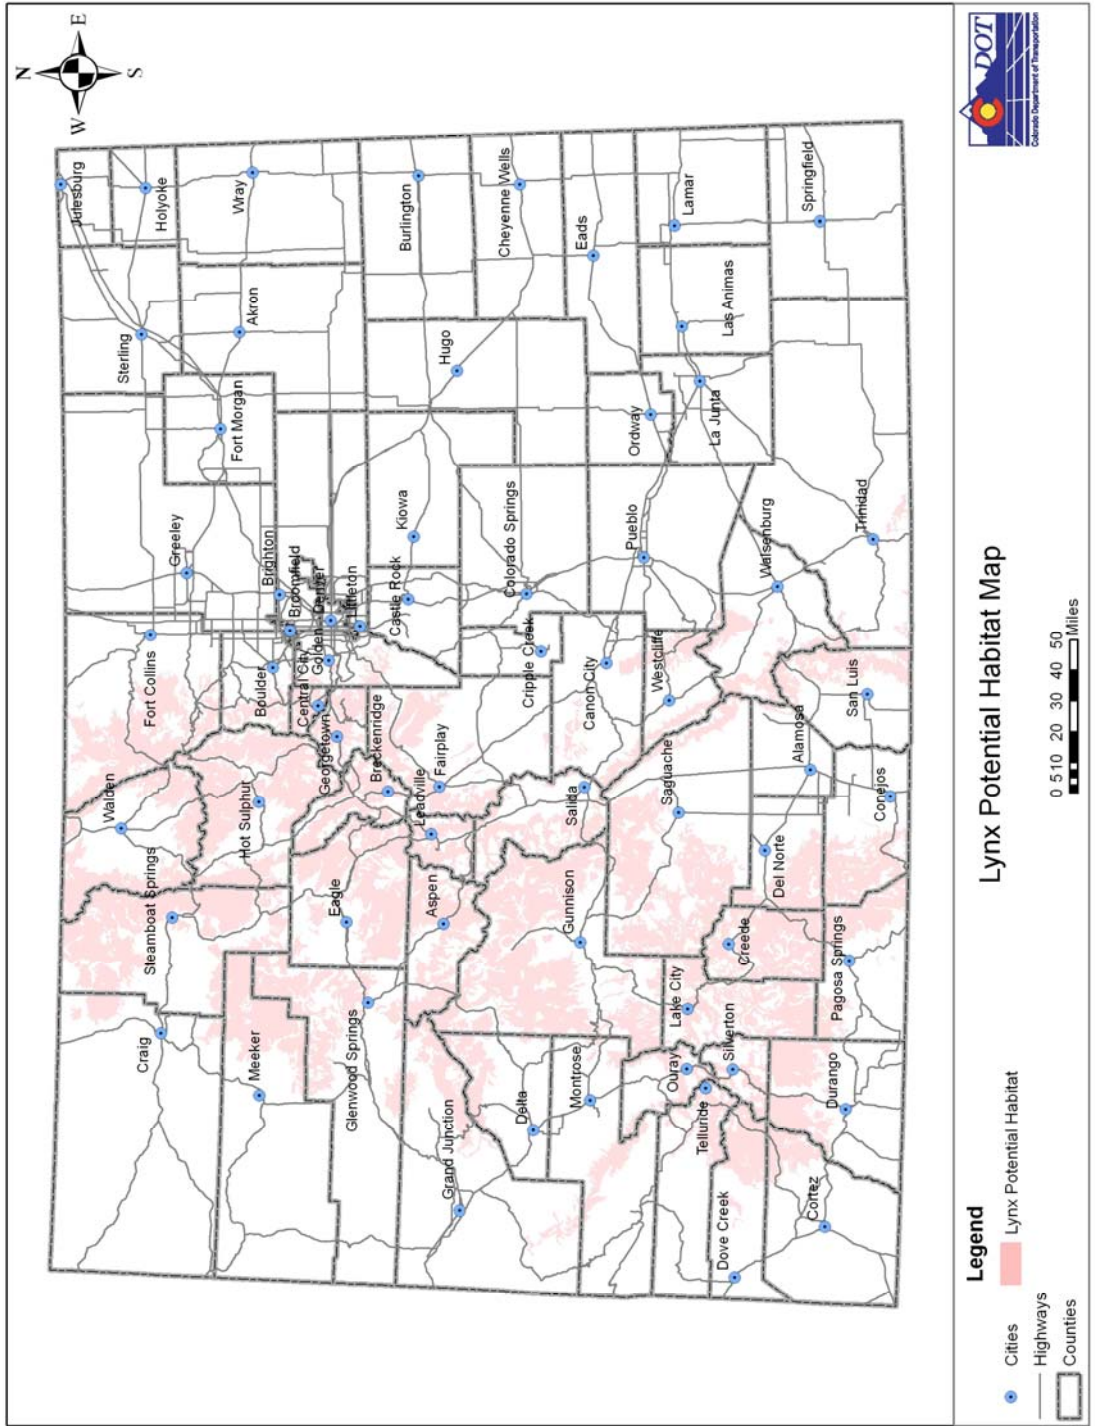 N
W
E
S
Julesburg
Holyoke
Wray
Burlington
Cheyenne Wells
Eads
Lamar
Springfield
Sterling
Akron
Fort Morgan
Hugo
Las Animas
Ordway
La Junta
Greeley
Brighton
Broomfield
Denver
Littleton
Golden
Kiowa
Castle Rock
Colorado Springs
Pueblo
Walsenburg
Trinidad
Fort Collins
Boulder
Central City
Georgetown
Breckenridge
Cripple Creek
Canon City
Westcliffe
San Luis
Walden
Hot Sulphur
Leadville
Fairplay
Salida
Saguache
Alamosa
Conejos
Steamboat Springs
Eagle
Aspen
Gunnison
Del Norte
Creede
Pagosa Springs
Craig
Meeker
Glenwood Springs
Grand Junction
Delta
Montrose
Lake City
Ouray
Silverton
Telluride
Durango
Dove Creek
Cortez
Lynx Potential Habitat Map
Legend
Cities
Highways
Counties
Lynx Potential Habitat
0 5 10 20 30 40 50
Miles
DOT
Colorado Department of Transportation